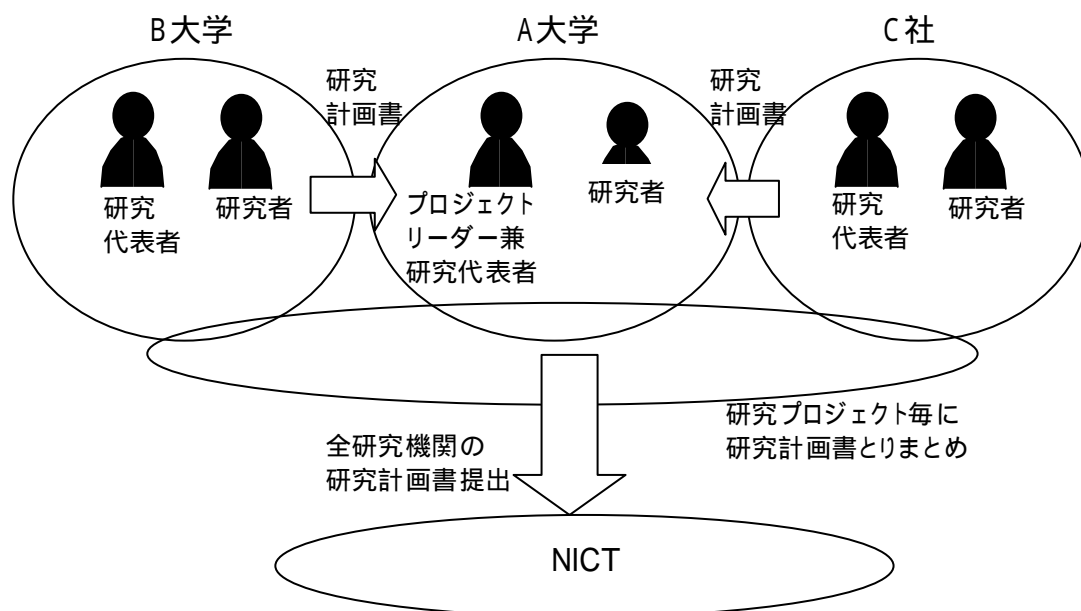 B大学
A大学
C社
研究
計画書
研究
計画書
研究
代表者
研究者
プロジェクト
リーダー兼
研究代表者
研究者
研究
代表者
研究者
全研究機関の
研究計画書提出
研究プロジェクト毎に
研究計画書とりまとめ
NICT